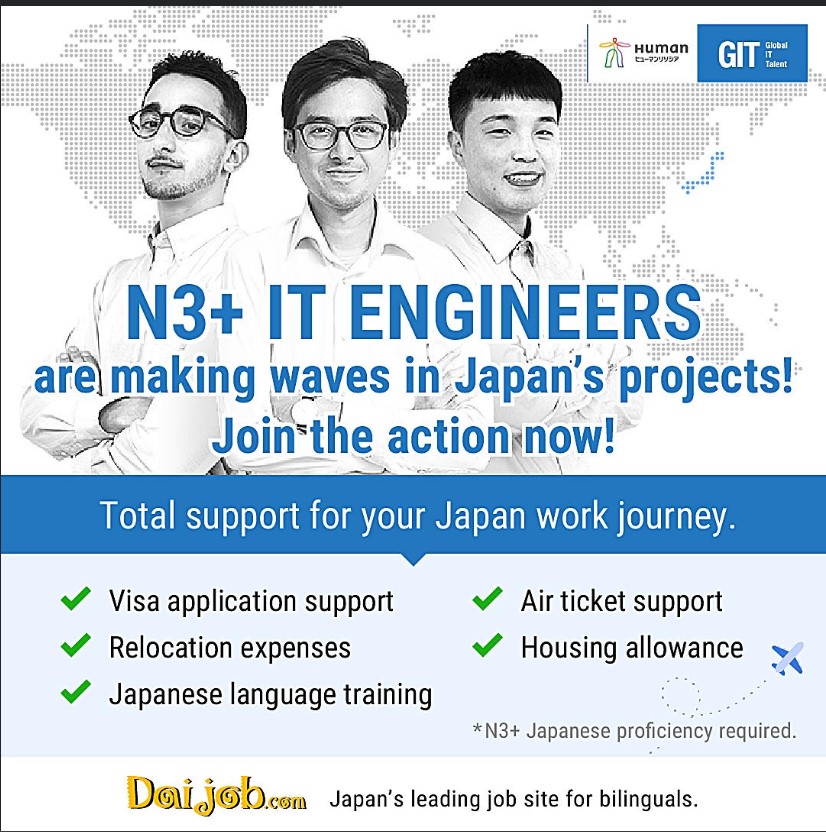 Human
ヒューマンリソシア
GIT Global
IT
Talent
N3+ IT ENGINEERS
are making waves in Japan's projects!
Join the action now!
Total support for your Japan work journey.
Visa application support
Relocation expenses
Japanese language training
Air ticket support
Housing allowance
*N3+ Japanese proficiency required.
Daijob.com Japan's leading job site for bilinguals.